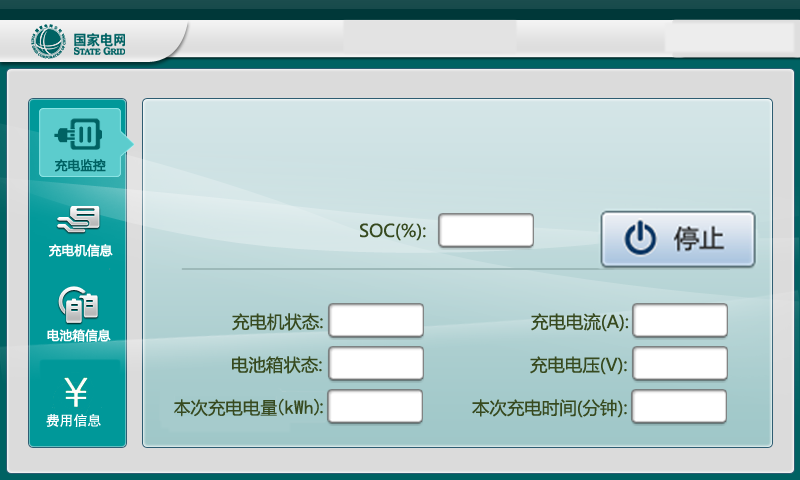 国家电网
STATE GRID
充电监控
SOC(%):
停止
充电机信息
充电机状态:
充电电流(A):
电池箱信息
电池箱状态:
充电电压(V):
¥
费用信息
本次充电电量(kWh):
本次充电时间(分钟):